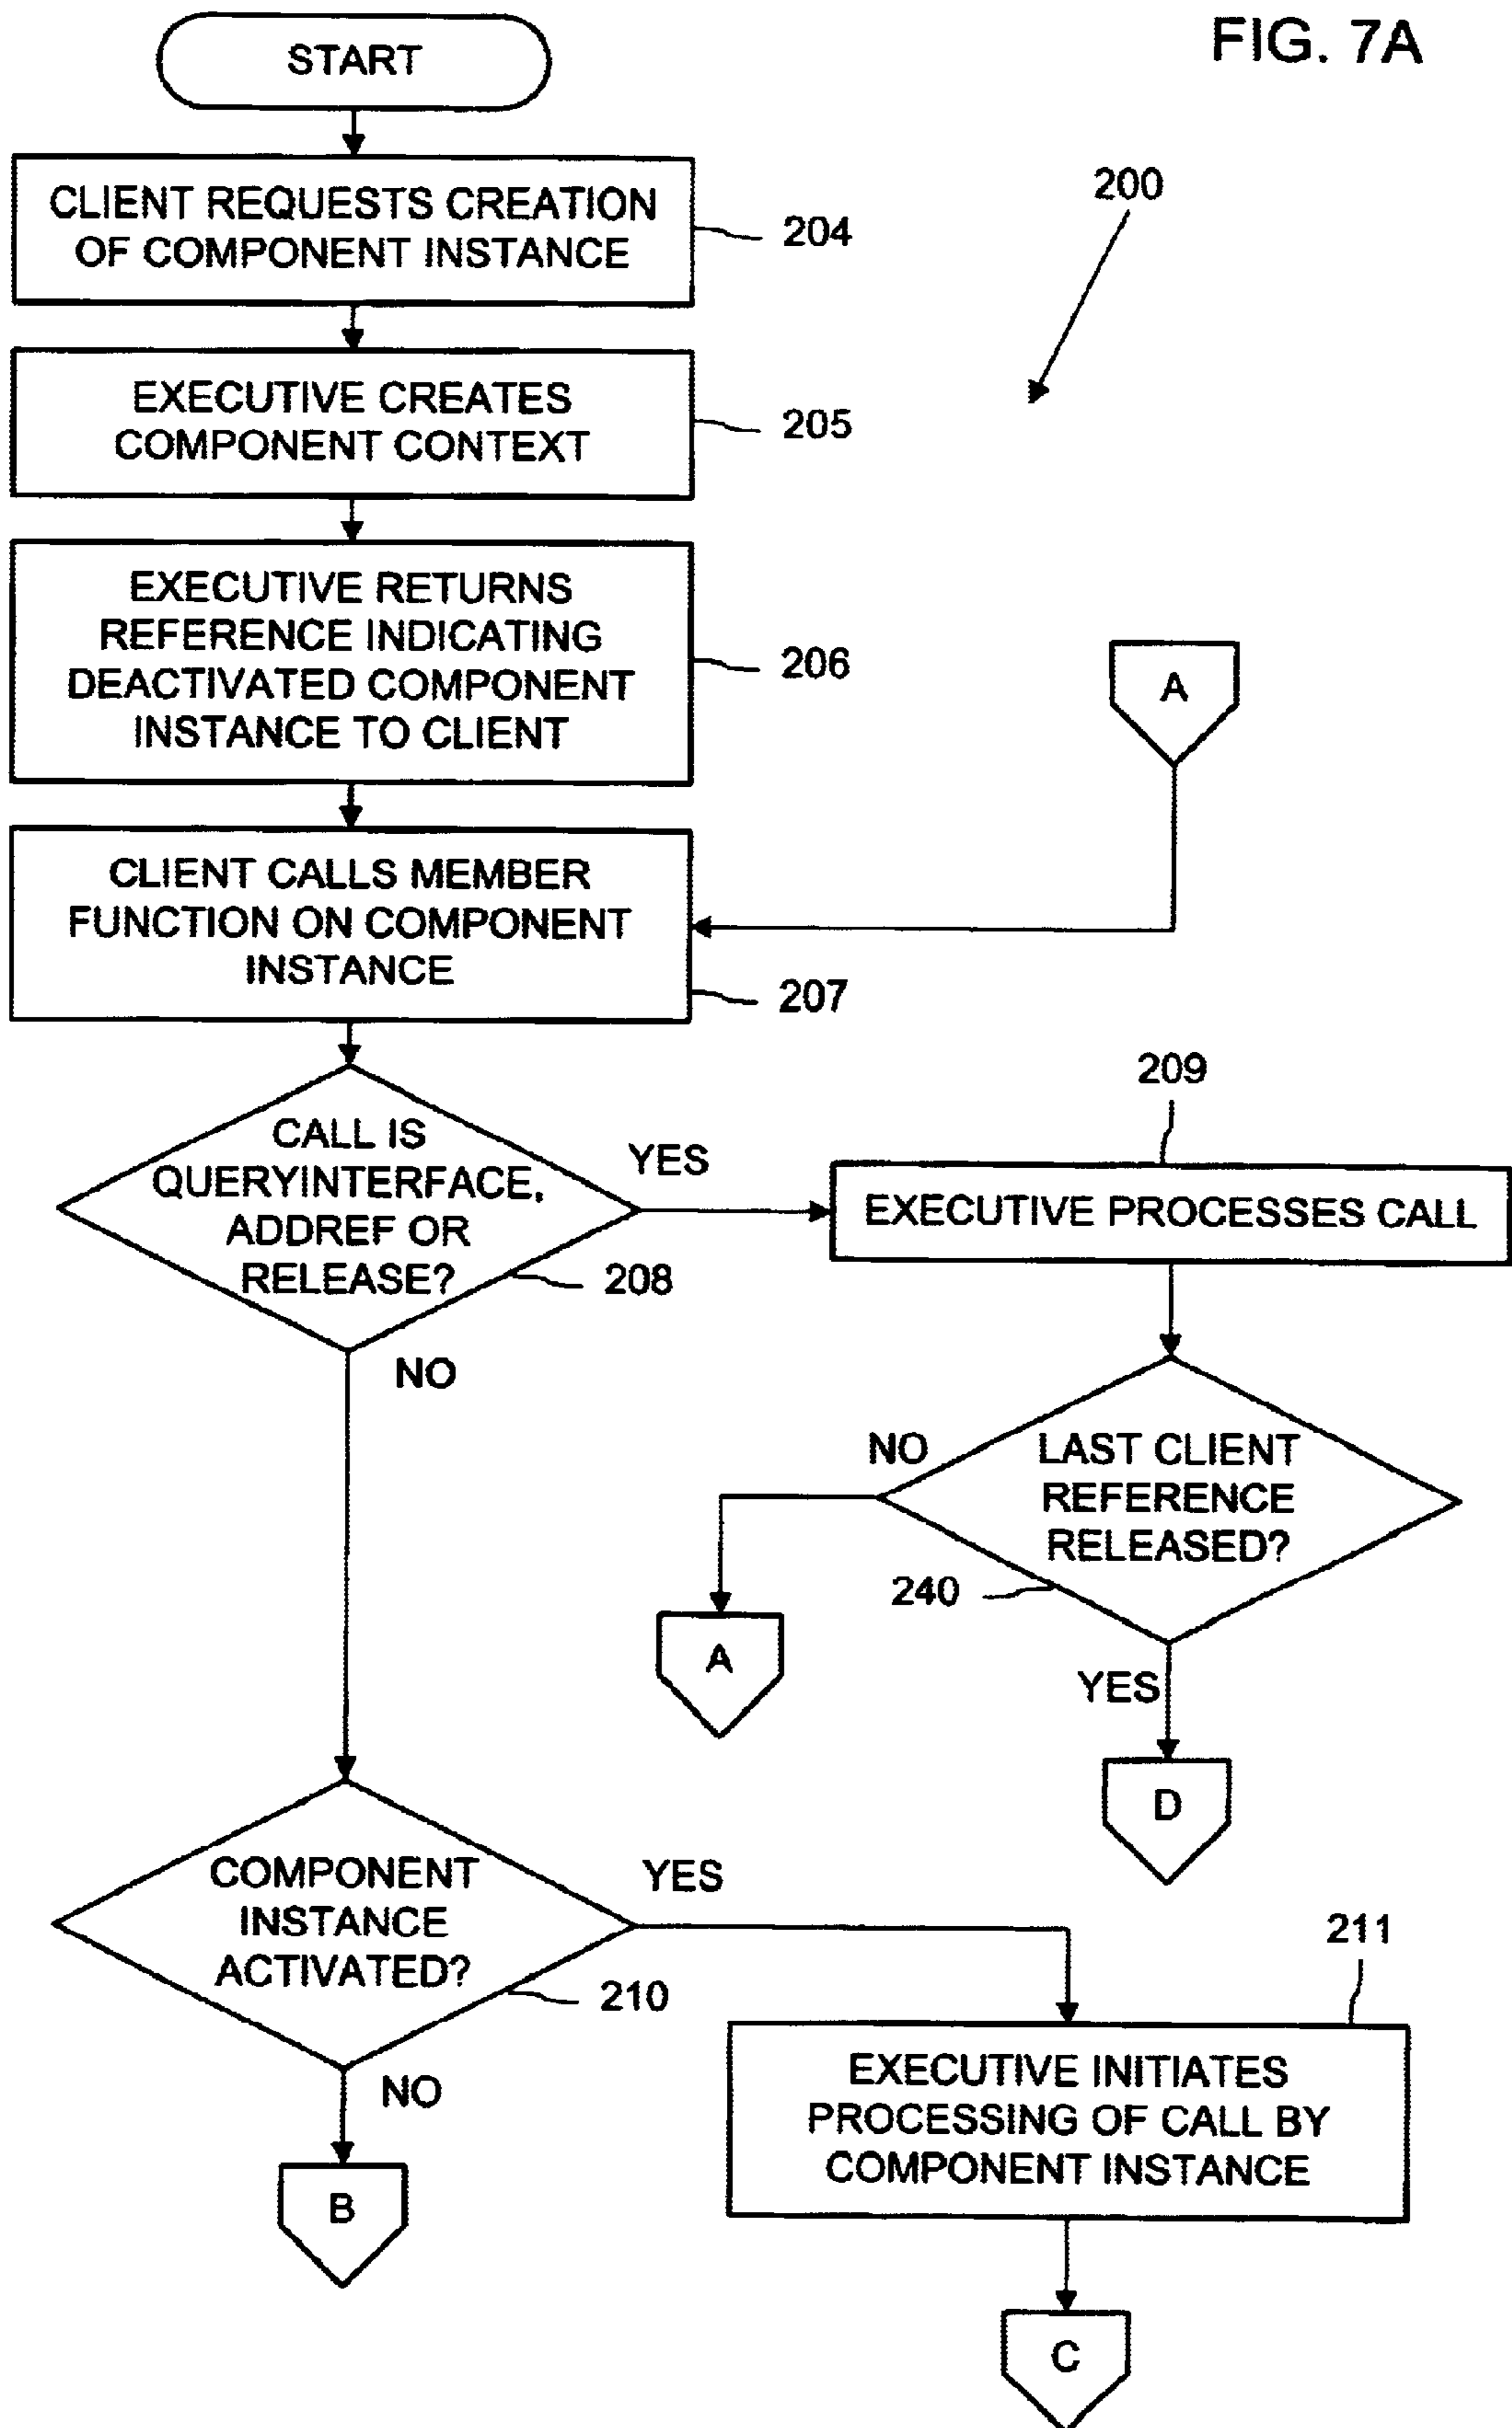 FIG. 7A
START
CLIENT REQUESTS CREATION
OF COMPONENT INSTANCE
204
200
EXECUTIVE CREATES
COMPONENT CONTEXT
205
EXECUTIVE RETURNS
REFERENCE INDICATING
DEACTIVATED COMPONENT
INSTANCE TO CLIENT
206
A
CLIENT CALLS MEMBER
FUNCTION ON COMPONENT
INSTANCE
207
CALL IS
QUERYINTERFACE,
ADDREF OR
RELEASE?
208
YES
NO
209
EXECUTIVE PROCESSES CALL
LAST CLIENT
REFERENCE
RELEASED?
240
NO
A
YES
D
COMPONENT
INSTANCE
ACTIVATED?
210
YES
NO
B
211
EXECUTIVE INITIATES
PROCESSING OF CALL BY
COMPONENT INSTANCE
C